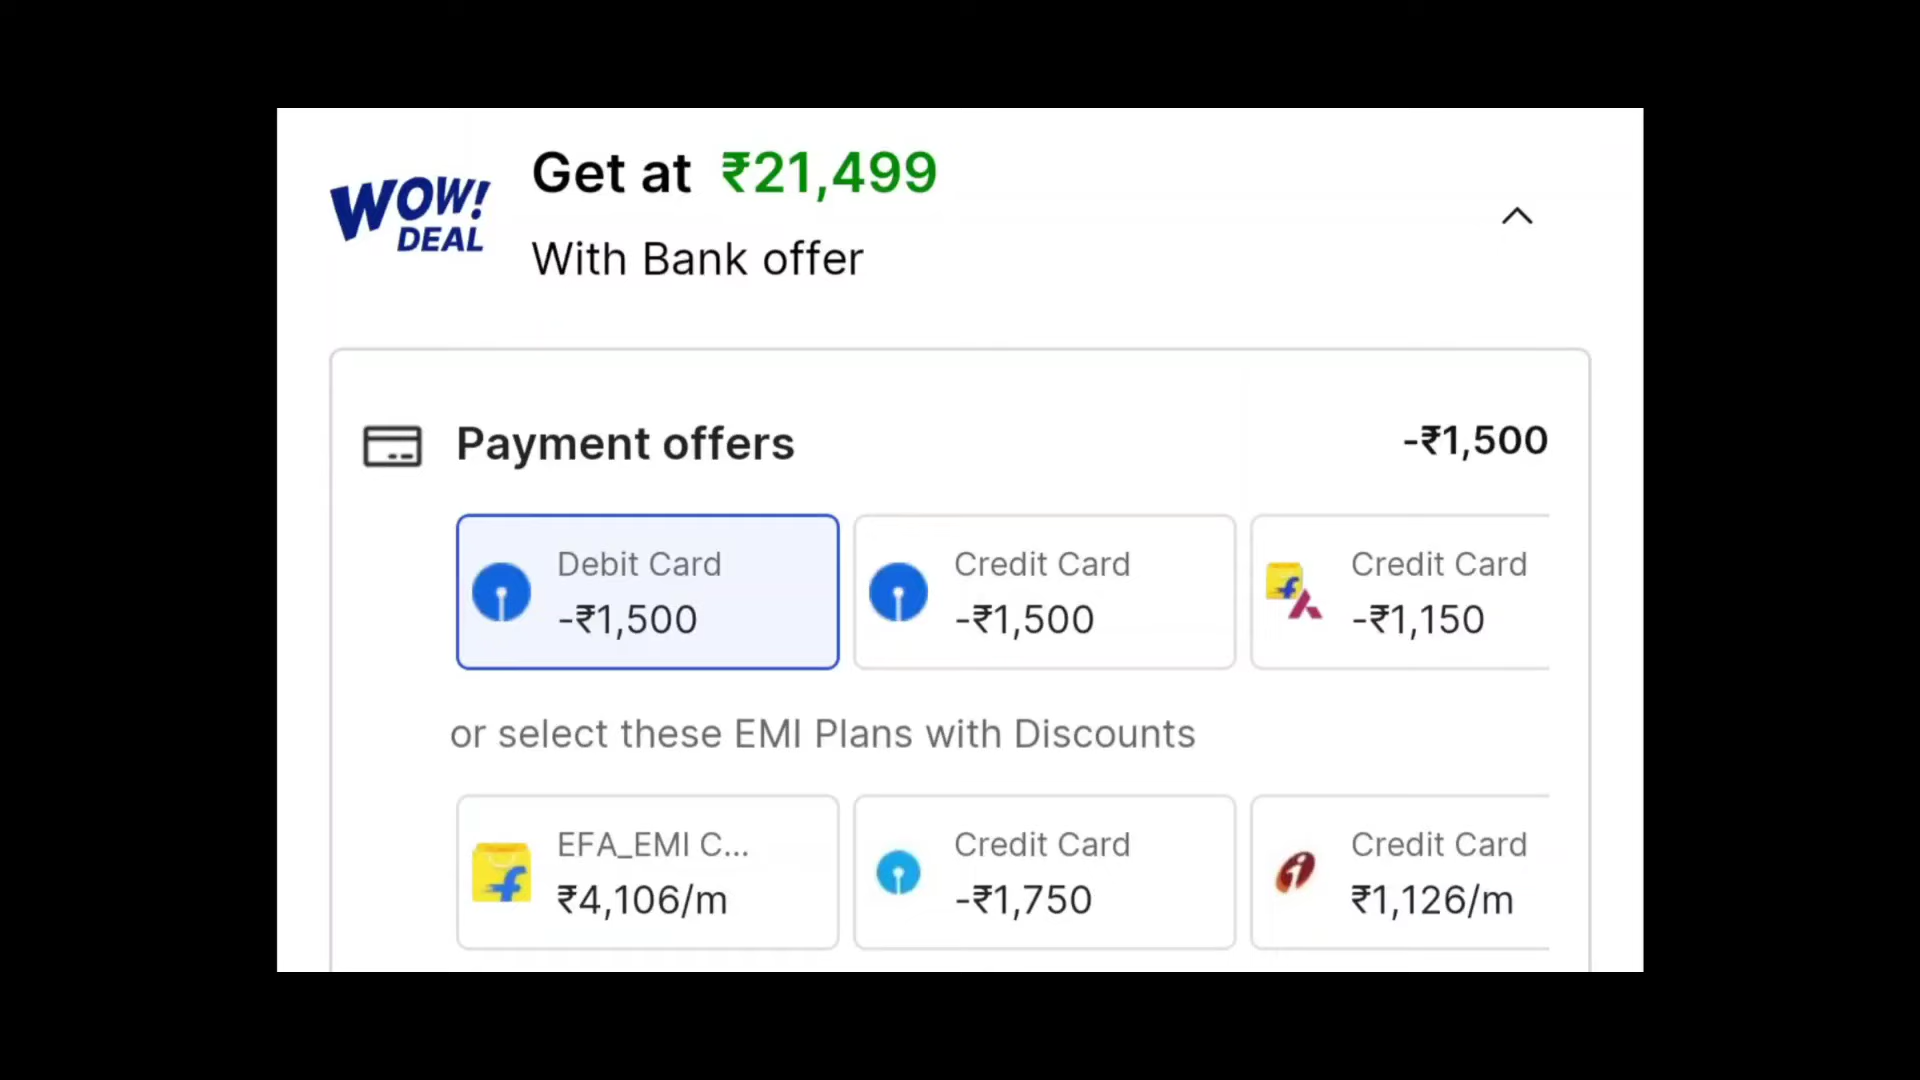 WOW!
DEAL
Get at ₹21,499
With Bank offer
Payment offers -₹1,500
Debit Card
-₹1,500
Credit Card
-₹1,500
Credit Card
-₹1,150
or select these EMI Plans with Discounts
EFA_EMI C...
₹4,106/m
Credit Card
-₹1,750
Credit Card
₹1,126/m